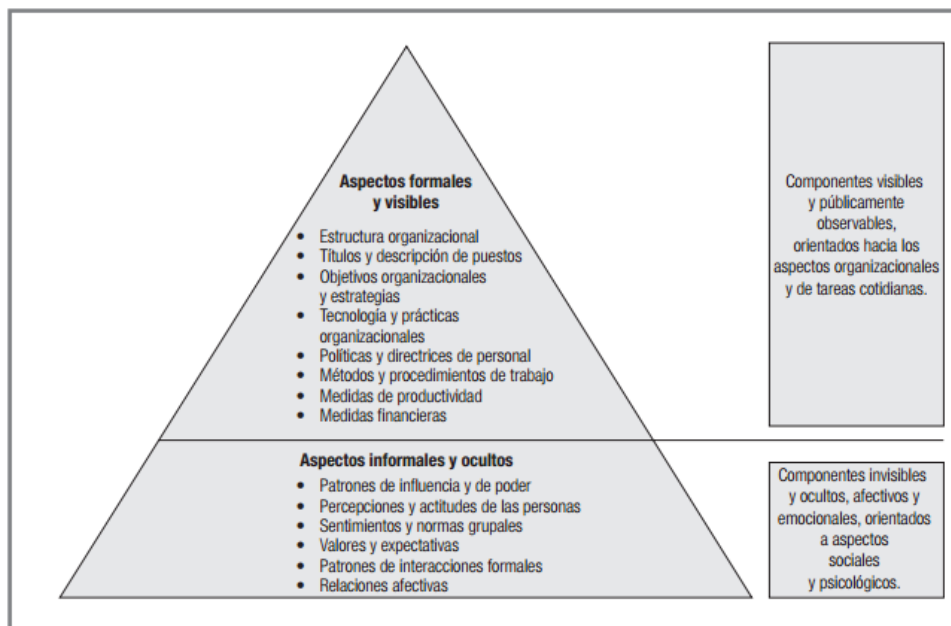 Aspectos formales
y visibles
• Estructura organizacional
• Títulos y descripción de puestos
• Objetivos organizacionales
y estrategias
• Tecnología y prácticas
organizacionales
• Políticas y directrices de personal
• Métodos y procedimientos de trabajo
• Medidas de productividad
• Medidas financieras
Componentes visibles
y públicamente
observables,
orientados hacia los
aspectos organizacionales
y de tareas cotidianas.
Aspectos informales y ocultos
• Patrones de influencia y de poder
• Percepciones y actitudes de las personas
• Sentimientos y normas grupales
• Valores y expectativas
• Patrones de interacciones formales
• Relaciones afectivas
Componentes invisibles
y ocultos, afectivos y
emocionales, orientados
a aspectos
sociales
y psicológicos.